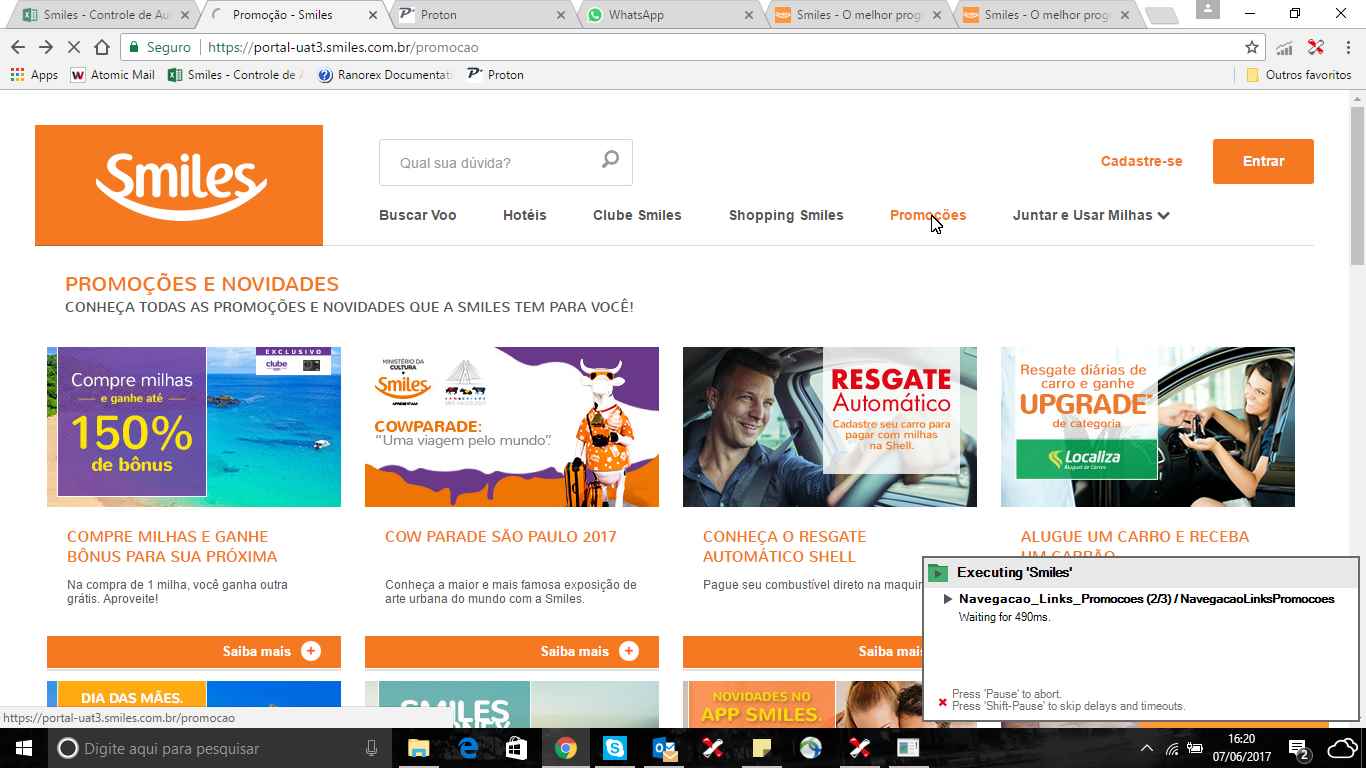 Smiles - Controle de Au
Promoção - Smiles
Proton
WhatsApp
Smiles - O melhor prog
Smiles - O melhor prog
Seguro
https://portal-uat3.smiles.com.br/promocao
Apps
Atomic Mail
Smiles - Controle de A
Ranorex Documentati
Proton
Outros favoritos
Smiles
Qual sua dúvida?
Cadastre-se
Entrar
Buscar Voo
Hotéis
Clube Smiles
Shopping Smiles
Promoções
Juntar e Usar Milhas
PROMOÇÕES E NOVIDADES
CONHEÇA TODAS AS PROMOÇÕES E NOVIDADES QUE A SMILES TEM PARA VOCÊ!
EXCLUSIVO
clube
Compre milhas
e ganhe até
150%
de bônus
MINISTÉRIO DA
CULTURA
Smiles
APRESENTAM
COWPARADE:
"Uma viagem pelo mundo".
RESGATE
Automático
Cadastre seu carro para
pagar com milhas
na Shell.
Resgate diárias de
carro e ganhe
UPGRADE*
de categoria
Localiza
Aluguel de Carros
COMPRE MILHAS E GANHE
BÔNUS PARA SUA PRÓXIMA
Na compra de 1 milha, você ganha outra
grátis. Aproveite!
Saiba mais
COW PARADE SÃO PAULO 2017
Conheça a maior e mais famosa exposição de
arte urbana do mundo com a Smiles.
Saiba mais
CONHEÇA O RESGATE
AUTOMÁTICO SHELL
Pague seu combustível direto na maquin
Saiba mais
ALUGUE UM CARRO E RECEBA
UM CARRÃO
Executing 'Smiles'
Navegacao_Links_Promocoes (2/3) / NavegacaoLinksPromocoes
Waiting for 490ms.
Press 'Pause' to abort.
Press 'Shift-Pause' to skip delays and timeouts.
DIA DAS MÃES.
SMILES
NOVIDADES NO
APP SMILES.
https://portal-uat3.smiles.com.br/promocao
Digite aqui para pesquisar
16:20
07/06/2017
2